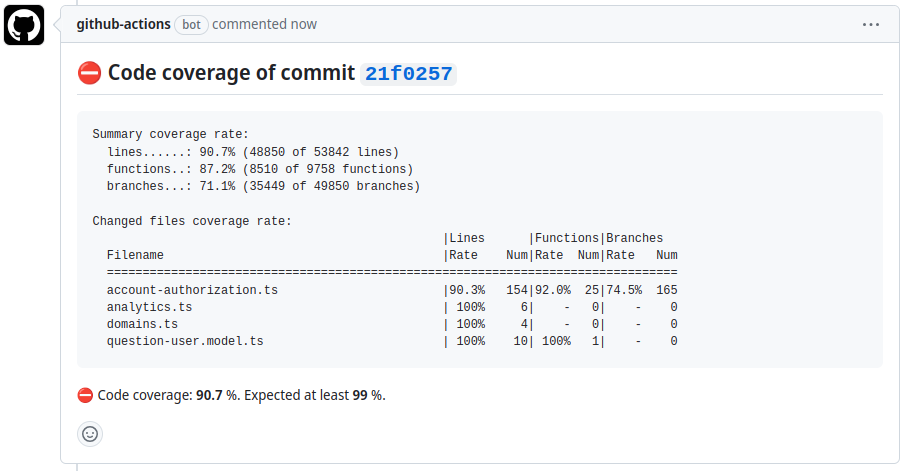 github-actions bot commented now
Code coverage of commit 21f0257
Summary coverage rate:
lines......: 90.7% (48850 of 53842 lines)
functions..: 87.2% (8510 of 9758 functions)
branches...: 71.1% (35449 of 49850 branches)
Changed files coverage rate:
|Lines |Functions|Branches
Filename |Rate Num|Rate Num|Rate Num
================================================================================
account-authorization.ts |90.3% 154|92.0% 25|74.5% 165
analytics.ts | 100% 6| - 0| - 0
domains.ts | 100% 4| - 0| - 0
question-user.model.ts | 100% 10| 100% 1| - 0
Code coverage: 90.7 %. Expected at least 99 %.